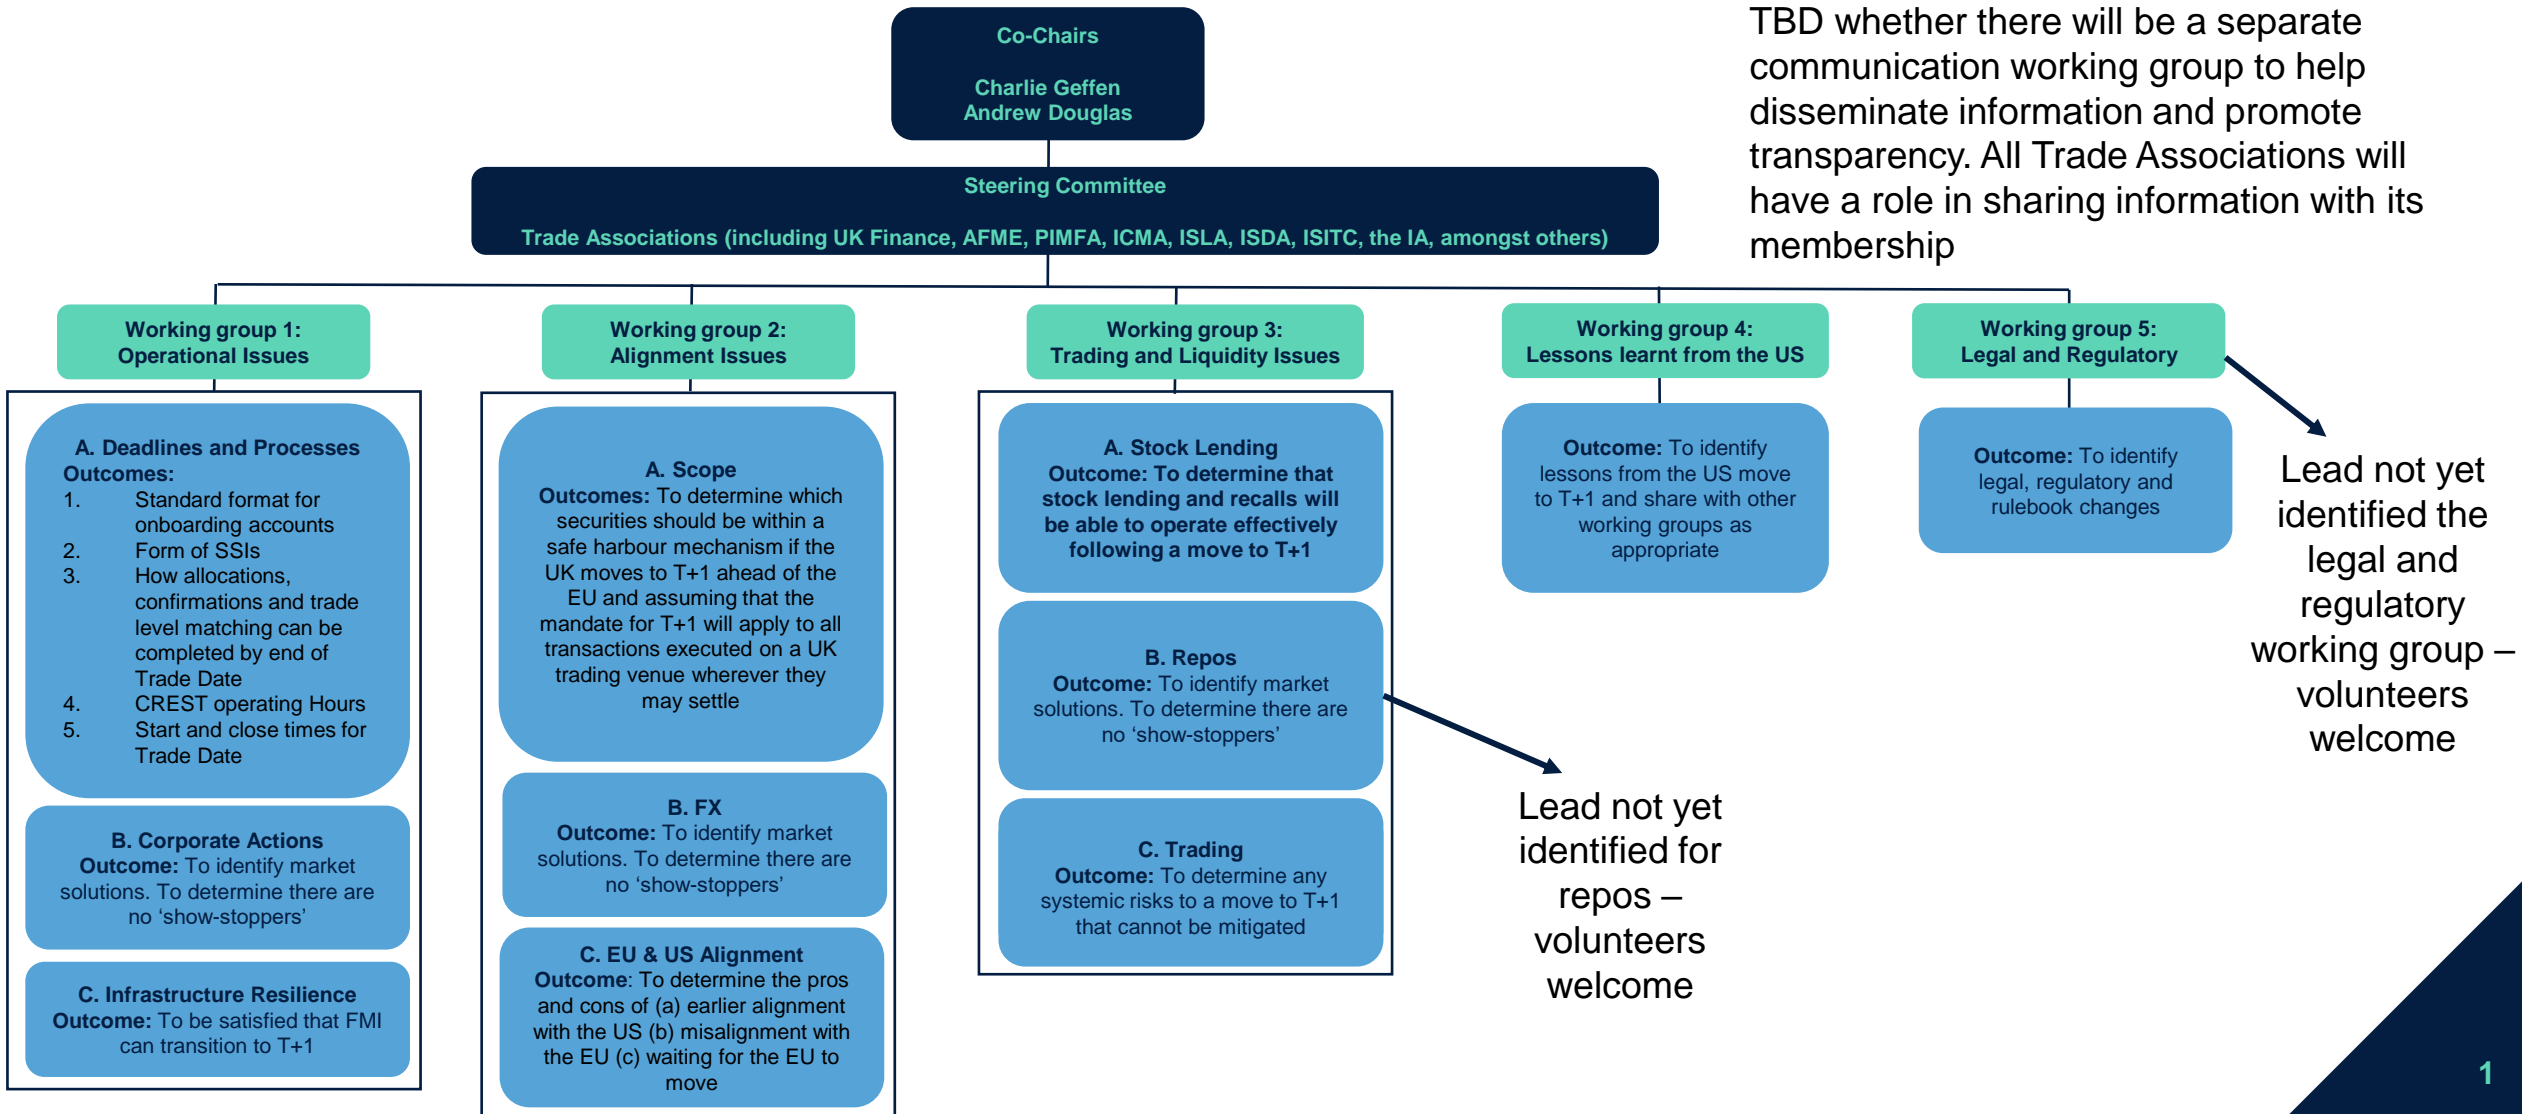 Co-Chairs
Charlie Geffen
Andrew Douglas
TBD whether there will be a separate
communication working group to help
disseminate information and promote
transparency. All Trade Associations will
have a role in sharing information with its
membership
Steering Committee
Trade Associations (including UK Finance, AFME, PIMFA, ICMA, ISLA, ISDA, ISITC, the IA, amongst others)
Working group 1:
Operational Issues
A. Deadlines and Processes
Outcomes:
1. Standard format for
onboarding accounts
2. Form of SSIs
3. How allocations,
confirmations and trade
level matching can be
completed by end of
Trade Date
4. CREST operating Hours
5. Start and close times for
Trade Date
B. Corporate Actions
Outcome: To identify market
solutions. To determine there are
no ‘show-stoppers’
C. Infrastructure Resilience
Outcome: To be satisfied that FMI
can transition to T+1
Working group 2:
Alignment Issues
A. Scope
Outcomes: To determine which
securities should be within a
safe harbour mechanism if the
UK moves to T+1 ahead of the
EU and assuming that the
mandate for T+1 will apply to all
transactions executed on a UK
trading venue wherever they
may settle
B. FX
Outcome: To identify market
solutions. To determine there are
no ‘show-stoppers’
C. EU & US Alignment
Outcome: To determine the pros
and cons of (a) earlier alignment
with the US (b) misalignment with
the EU (c) waiting for the EU to
move
Working group 3:
Trading and Liquidity Issues
A. Stock Lending
Outcome: To determine that
stock lending and recalls will
be able to operate effectively
following a move to T+1
B. Repos
Outcome: To identify market
solutions. To determine there are
no ‘show-stoppers’
C. Trading
Outcome: To determine any
systemic risks to a move to T+1
that cannot be mitigated
Lead not yet
identified for
repos –
volunteers
welcome
Working group 4:
Lessons learnt from the US
Outcome: To identify
lessons from the US move
to T+1 and share with other
working groups as
appropriate
Working group 5:
Legal and Regulatory
Outcome: To identify
legal, regulatory and
rulebook changes
Lead not yet
identified the
legal and
regulatory
working group –
volunteers
welcome
1